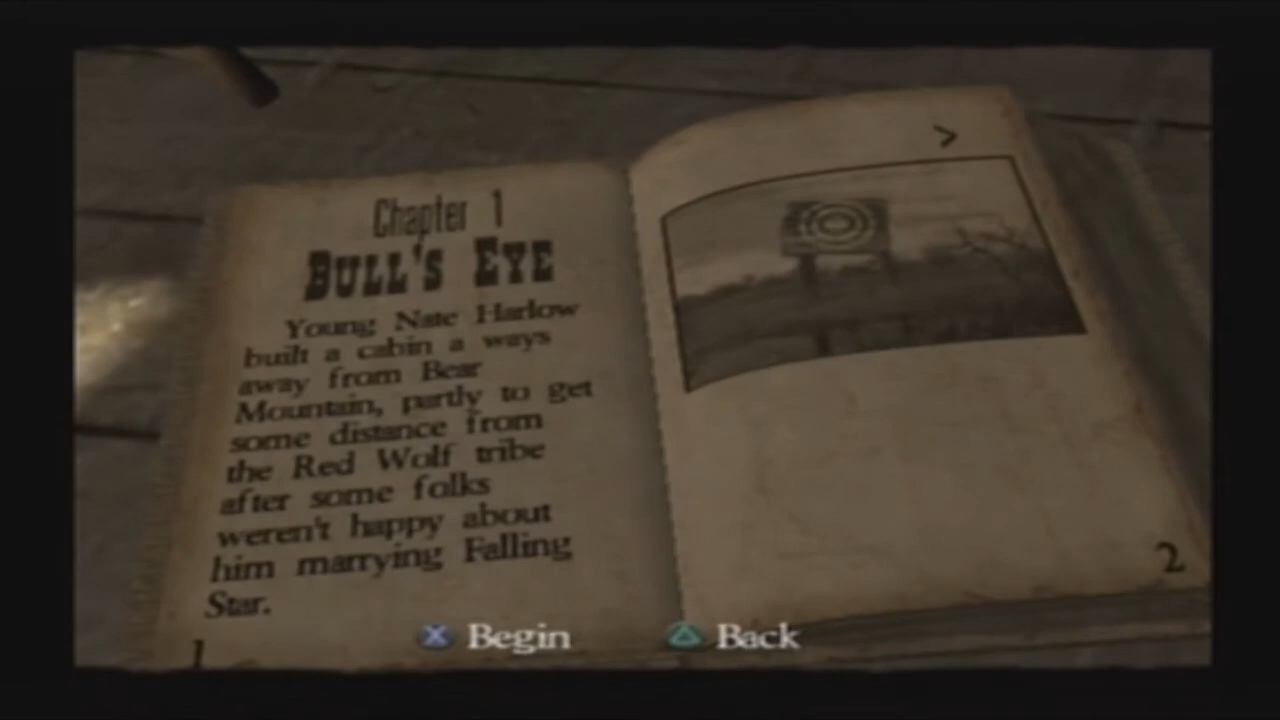 Chapter 1
BULL'S EYE
Young Nate Harlow
built a cabin a ways
away from Bear
Mountain, partly to get
some distance from
the Red Wolf tribe
after some folks
weren't happy about
him marrying Falling
Star.
1
>
2
X Begin
Back